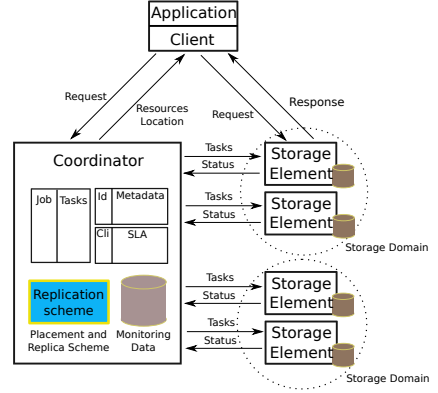 Application
Client
Request
Resources
Location
Request
Response
Coordinator
Job
Tasks
Id
Metadata
Cli
SLA
Replication
scheme
Placement and
Replica Scheme
Monitoring
Data
Tasks
Status
Storage
Element
Tasks
Status
Storage
Element
Storage Domain
Tasks
Status
Storage
Element
Tasks
Status
Storage
Element
Storage Domain